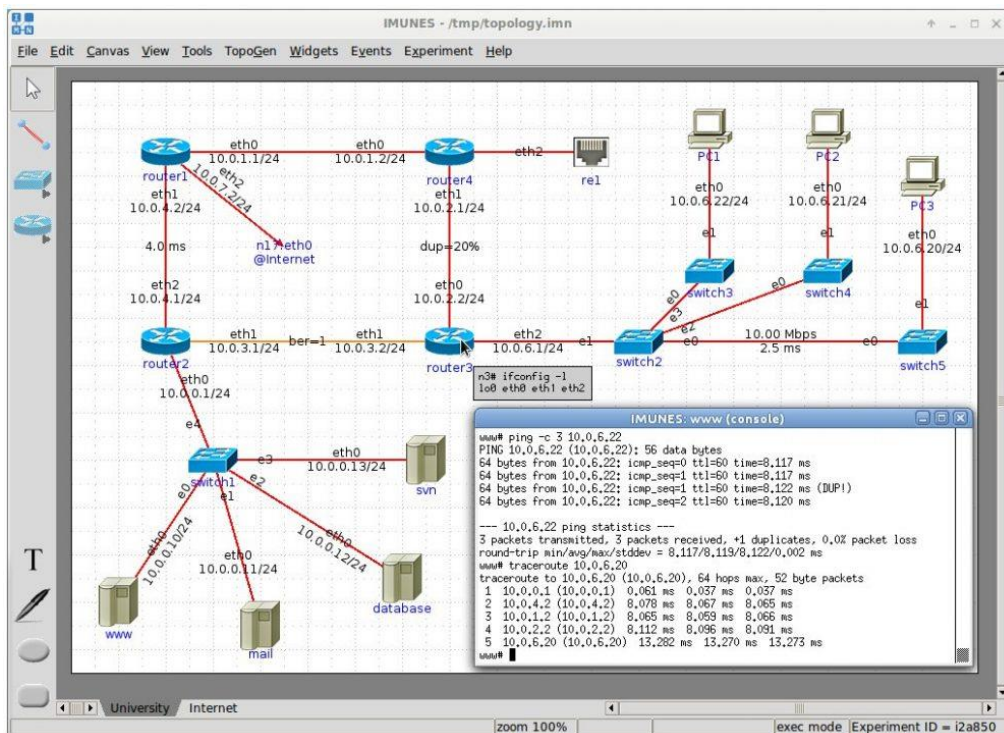 IMUNES - /tmp/topology.imn
File Edit Canvas View Tools TopoGen Widgets Events Experiment Help
eth0
10.0.1.1/24
eth0
10.0.1.2/24
router1
router4
eth2
re1
PC1
PC2
PC3
eth1
10.0.4.2/24
eth2
10.0.7.2/24
eth1
10.0.2.1/24
eth0
10.0.6.22/24
eth0
10.0.6.21/24
eth0
10.0.6.20/24
4.0 ms
@Internet
dup=20%
e1
e1
e1
switch3
switch4
eth2
10.0.4.1/24
eth0
10.0.2.2/24
e0
e3
e0
e2
router2
eth1
10.0.3.1/24
ber=1
eth1
10.0.3.2/24
router3
eth2
10.0.6.1/24
e1
switch2
e0
10.00 Mbps
2.5 ms
e0
switch5
n3# ifconfig -l
lo0 eth0 eth1 eth2
eth0
10.0.0.1/24
e4
switch1
e3
eth0
10.0.0.13/24
svn
e0
e1
e2
eth0
10.0.0.10/24
eth0
10.0.0.11/24
eth0
10.0.0.12/24
www
mail
database
IMUNES: www (console)
www# ping -c 3 10.0.6.22
PING 10.0.6.22 (10.0.6.22): 56 data bytes
64 bytes from 10.0.6.22: icmp_seq=0 ttl=60 time=8.117 ms
64 bytes from 10.0.6.22: icmp_seq=1 ttl=60 time=8.117 ms
64 bytes from 10.0.6.22: icmp_seq=1 ttl=60 time=8.122 ms (DUP!)
64 bytes from 10.0.6.22: icmp_seq=2 ttl=60 time=8.120 ms
--- 10.0.6.22 ping statistics ---
3 packets transmitted, 3 packets received, +1 duplicates, 0.0% packet loss
round-trip min/avg/max/stddev = 8.117/8.119/8.122/0.002 ms
www# traceroute 10.0.6.20
traceroute to 10.0.6.20 (10.0.6.20), 64 hops max, 52 byte packets
1 10.0.0.1 (10.0.0.1) 0.061 ms 0.037 ms 0.037 ms
2 10.0.4.2 (10.0.4.2) 8.078 ms 8.067 ms 8.065 ms
3 10.0.1.2 (10.0.1.2) 8.065 ms 8.059 ms 8.066 ms
4 10.0.2.2 (10.0.2.2) 8.112 ms 8.096 ms 8.091 ms
5 10.0.6.20 (10.0.6.20) 13.282 ms 13.270 ms 13.273 ms
www#
T
University Internet
zoom 100%
exec mode
Experiment ID = i2a850